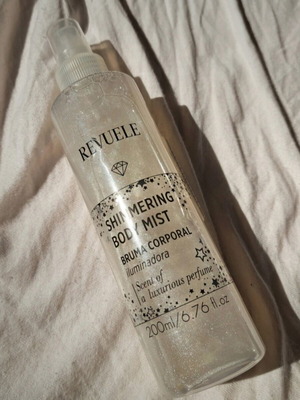 REVUELE
SHIMMERING
BODY MIST
BRUMA CORPORAL
iluminadora
Scent of
a luxurious perfume
200ml/6.76 fl.oz